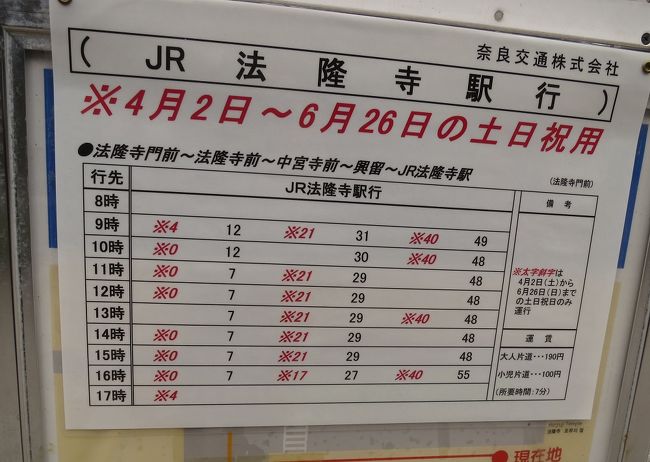 奈良交通株式会社
( JR 法 隆 寺 駅 行 )
※4月2日～6月26日の土日祝用
●法隆寺門前～法隆寺前～中宮寺前～興留～JR法隆寺駅
(法隆寺門前)
行先 JR法隆寺駅行 備 考
8時
9時 ※4 12 ※21 31 ※40 49
10時 ※0 12 30 ※40 48
11時 ※0 7 ※21 29 48
12時 ※0 7 ※21 29 48
13時 7 ※21 29 ※40 48
14時 ※0 7 ※21 29 48
15時 ※0 7 ※21 29 48
16時 ※0 7 ※17 27 ※40 55
17時 ※4
※太字斜字は
4月2日(土)から
6月26日(日)まで
の土日祝日のみ
運行
運 賃
大人片道･･･190円
小児片道･･･100円
(所要時間:7分)
現在地